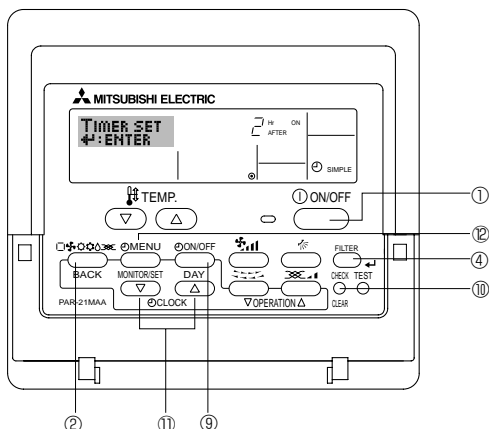 MITSUBISHI ELECTRIC
TIMER SET
:ENTER
2 Hr ON
AFTER
SIMPLE
TEMP.
ON/OFF
①
⑫
MENU ON/OFF FILTER
④
BACK MONITOR/SET DAY CHECK TEST
PAR-21MAA CLOCK OPERATION CLEAR
⑩
② ⑪ ⑨